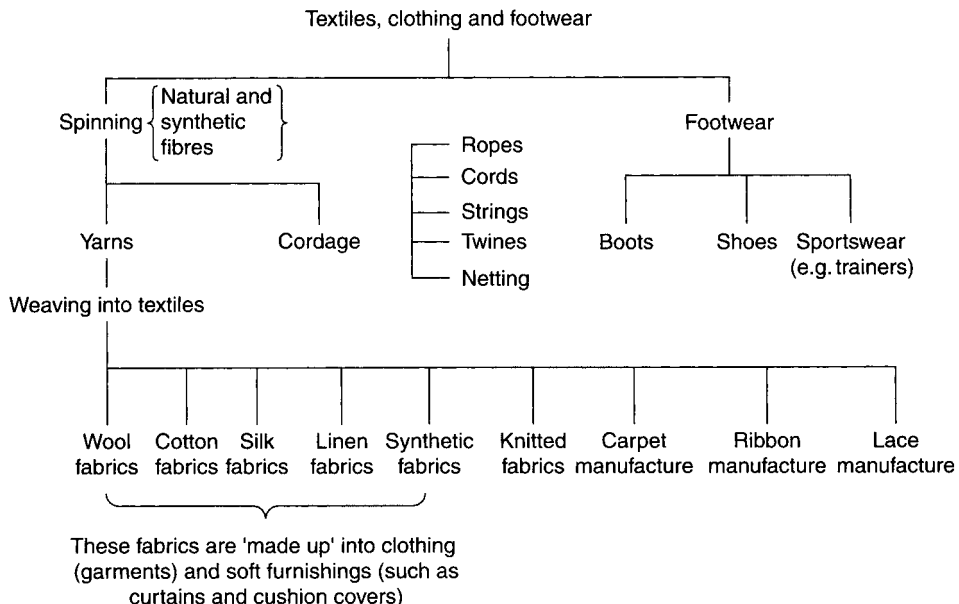 Textiles, clothing and footwear
Spinning
Natural and
synthetic
fibres
Footwear
Ropes
Cords
Strings
Twines
Netting
Yarns
Cordage
Boots
Shoes
Sportswear
(e.g. trainers)
Weaving into textiles
Wool
fabrics
Cotton
fabrics
Silk
fabrics
Linen
fabrics
Synthetic
fabrics
Knitted
fabrics
Carpet
manufacture
Ribbon
manufacture
Lace
manufacture
These fabrics are 'made up' into clothing
(garments) and soft furnishings (such as
curtains and cushion covers)